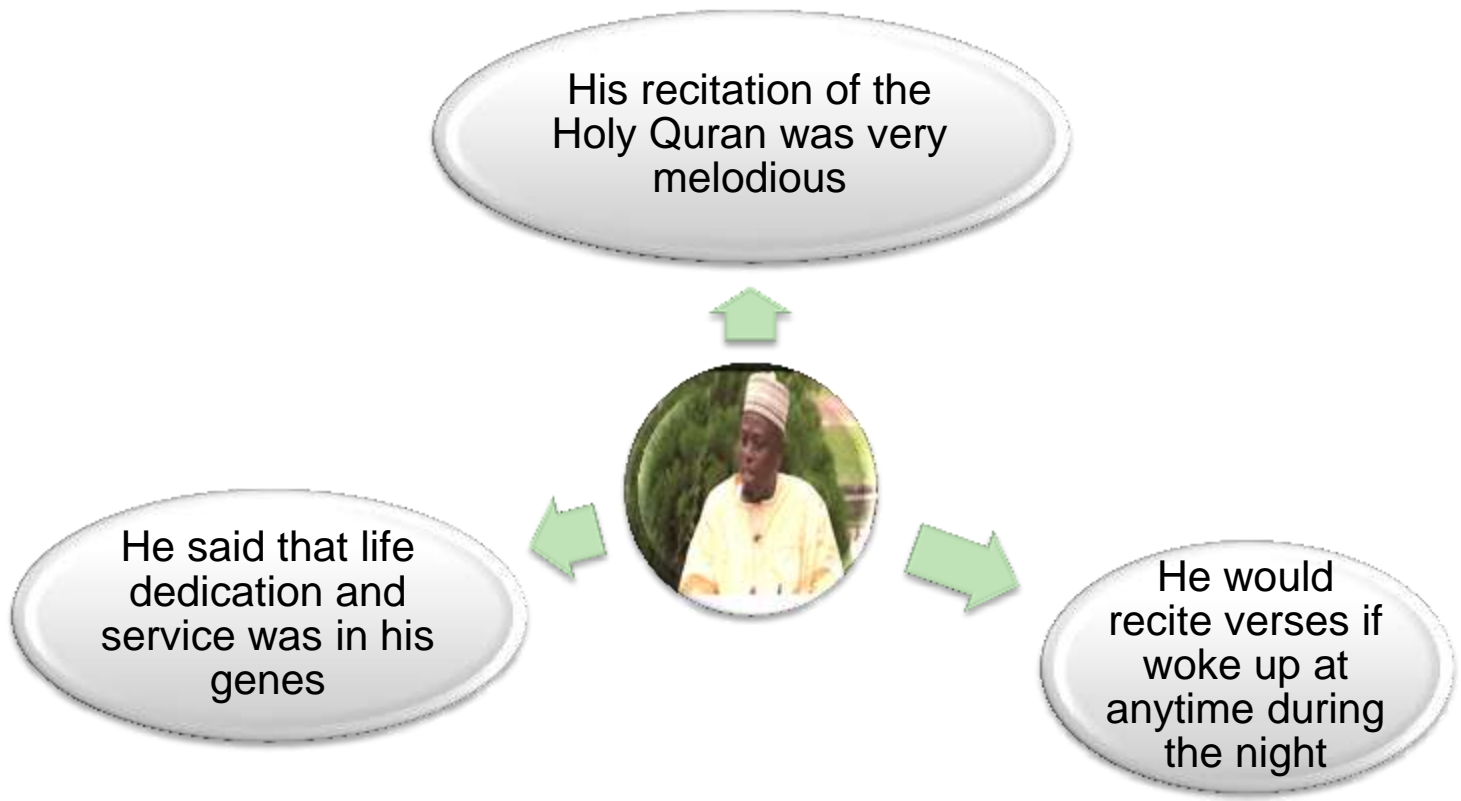 His recitation of the
Holy Quran was very
melodious
He said that life
dedication and
service was in his
genes
He would
recite verses if
woke up at
anytime during
the night